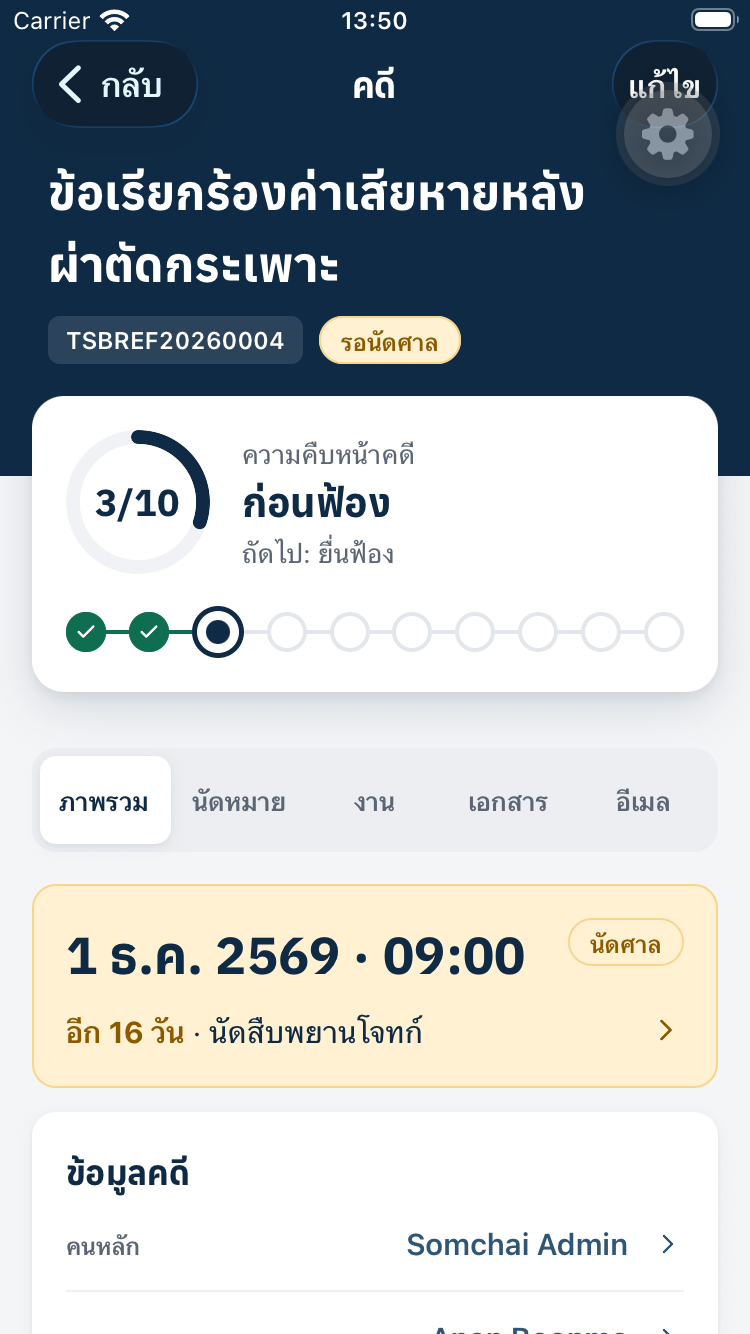 Carrier 13:50
กลับ คดี แก้ไข
ข้อเรียกร้องค่าเสียหายหลัง
ผ่าตัดกระเพาะ
TSBREF20260004 รอนัดศาล
ความคืบหน้าคดี
3/10 ก่อนฟ้อง
ถัดไป: ยื่นฟ้อง
ภาพรวม นัดหมาย งาน เอกสาร อีเมล
1 ธ.ค. 2569 · 09:00 นัดศาล
อีก 16 วัน · นัดสืบพยานโจทก์
ข้อมูลคดี
คนหลัก Somchai Admin